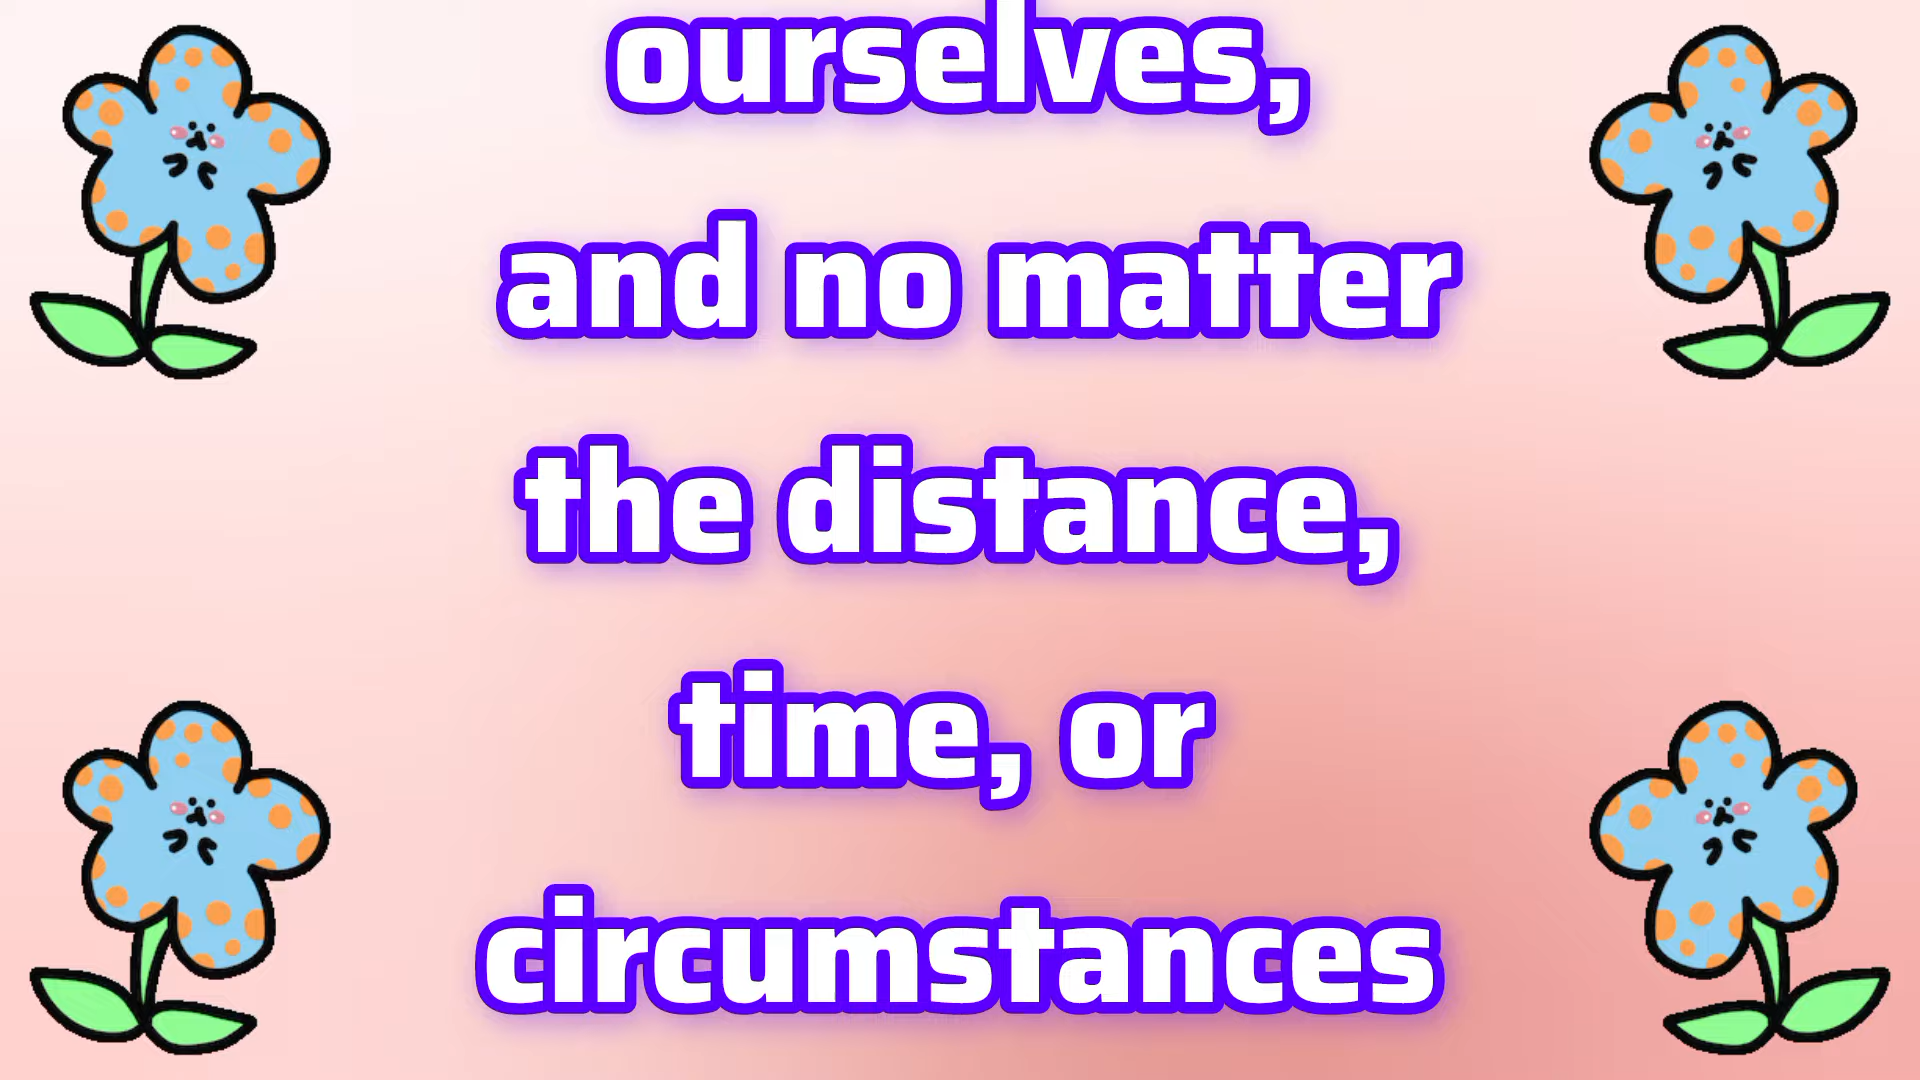 ourselves,
and no matter
the distance,
time, or
circumstances